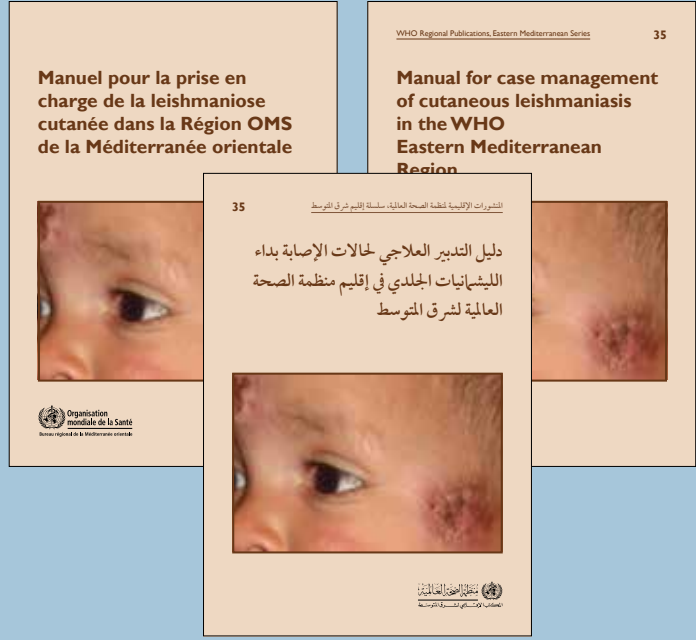 Manuel pour la prise en
charge de la leishmaniose
cutanée dans la Région OMS
de la Méditerranée orientale
Organisation
mondiale de la Santé
Bureau régional de la Méditerranée orientale
WHO Regional Publications, Eastern Mediterranean Series
35
Manual for case management
of cutaneous leishmaniasis
in the WHO
Eastern Mediterranean
Region
35
المنشورات الإقليمية لمنظمة الصحة العالمية، سلسلة إقليم شرق المتوسط
دليل التدبير العلاجي لحالات الإصابة بداء
الليشمانيات الجلدي في إقليم منظمة الصحة
العالمية لشرق المتوسط
منظمة الصحة العالمية
المكتب الإقليمي لشرق المتوسط